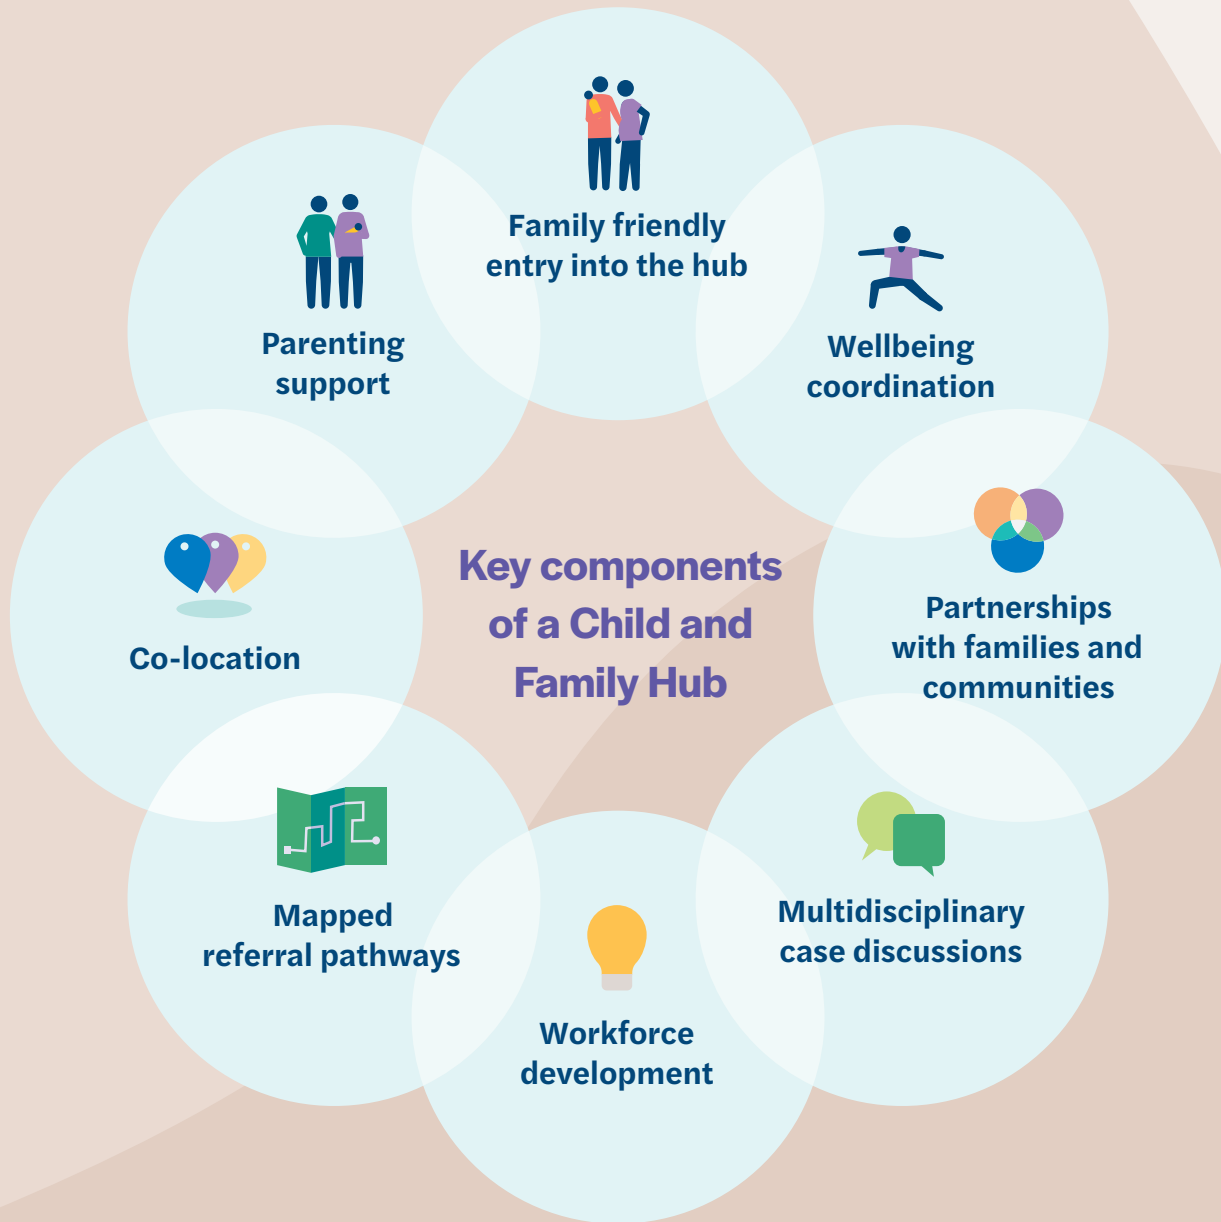 Family friendly
entry into the hub
Wellbeing
coordination
Partnerships
with families and
communities
Multidisciplinary
case discussions
Workforce
development
Mapped
referral pathways
Co-location
Parenting
support
Key components
of a Child and
Family Hub